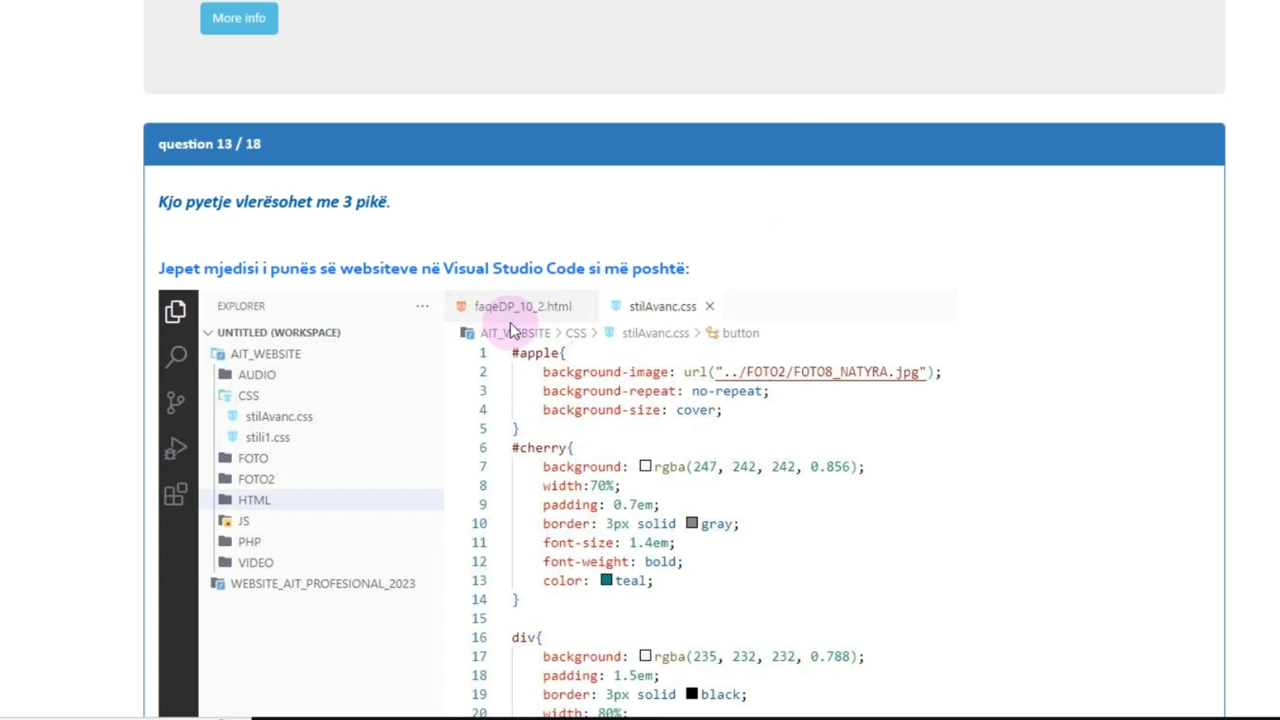 More info
question 13 / 18
Kjo pyetje vlerësohet me 3 pikë.
Jepet mjedisi i punës së websiteve në Visual Studio Code si më poshtë:
EXPLORER ···
UNTITLED (WORKSPACE)
AIT_WEBSITE
AUDIO
CSS
stilAvanc.css
stili1.css
FOTO
FOTO2
HTML
JS
PHP
VIDEO
WEBSITE_AIT_PROFESIONAL_2023
faqeDP_10_2.html stilAvanc.css ×
AIT_WEBSITE > CSS > stilAvanc.css > button
1 #apple{
2 background-image: url("../FOTO2/FOTO8_NATYRA.jpg");
3 background-repeat: no-repeat;
4 background-size: cover;
5 }
6 #cherry{
7 background: rgba(247, 242, 242, 0.856);
8 width:70%;
9 padding: 0.7em;
10 border: 3px solid gray;
11 font-size: 1.4em;
12 font-weight: bold;
13 color: teal;
14 }
15
16 div{
17 background: rgba(235, 232, 232, 0.788);
18 padding: 1.5em;
19 border: 3px solid black;
20 width: 80%;